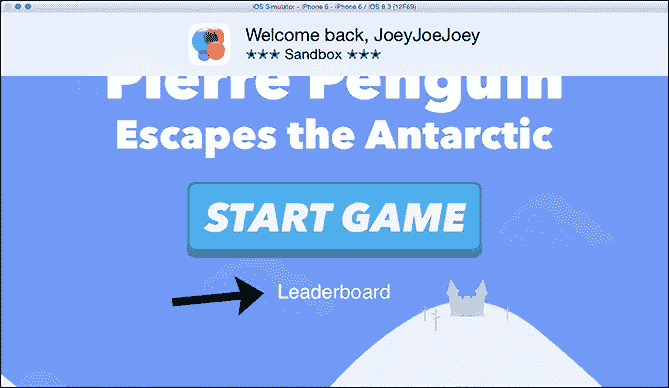 iOS Simulator - iPhone 6 - iPhone 6 / iOS 8.3 (12F69)
Welcome back, JoeyJoeJoey
★★★ Sandbox ★★★
Pierre Penguin
Escapes the Antarctic
START GAME
Leaderboard